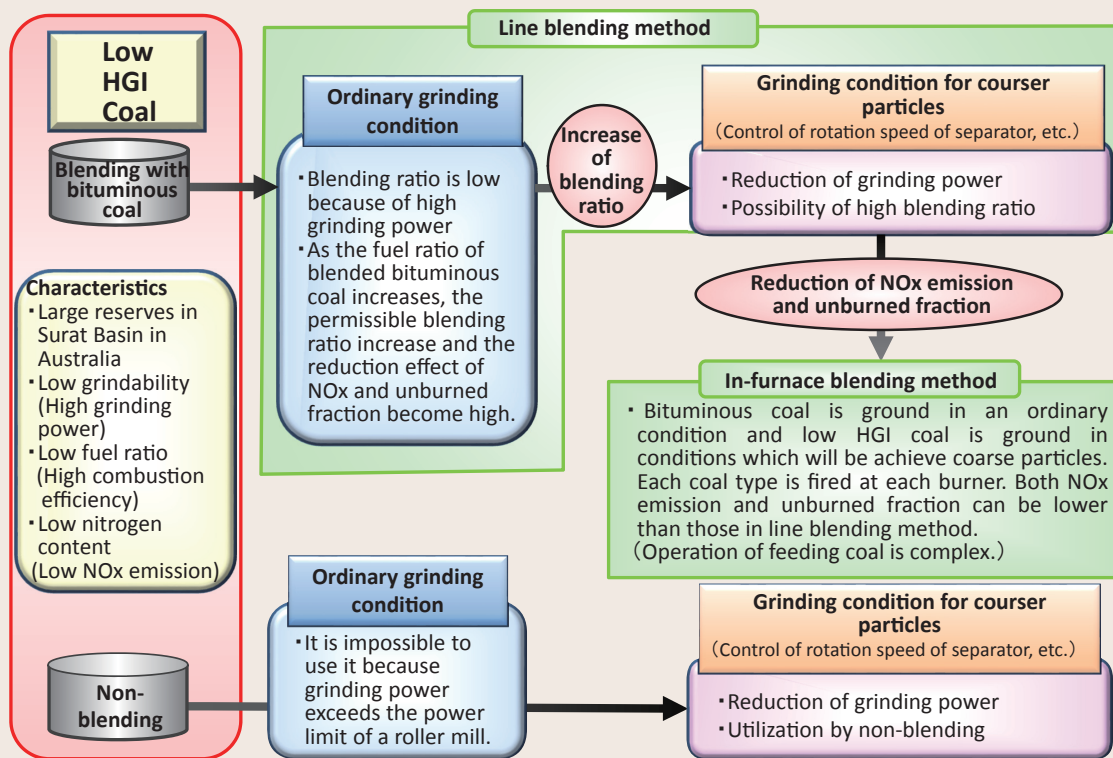 Low
HGI
Coal
Blending with
bituminous
coal
Characteristics
・Large reserves in
Surat Basin in
Australia
・Low grindability
(High grinding
power)
・Low fuel ratio
(High combustion
efficiency)
・Low nitrogen
content
(Low NOx emission)
Non-
blending
Line blending method
Ordinary grinding
condition
・Blending ratio is low
because of high
grinding power
・As the fuel ratio of
blended bituminous
coal increases, the
permissible blending
ratio increase and the
reduction effect of
NOx and unburned
fraction become high.
Increase
of
blending
ratio
Grinding condition for courser
particles
（Control of rotation speed of separator, etc.）
・Reduction of grinding power
・Possibility of high blending ratio
Reduction of NOx emission
and unburned fraction
In-furnace blending method
・Bituminous coal is ground in an ordinary
condition and low HGI coal is ground in
conditions which will be achieve coarse particles.
Each coal type is fired at each burner. Both NOx
emission and unburned fraction can be lower
than those in line blending method.
（Operation of feeding coal is complex.）
Ordinary grinding
condition
・It is impossible to
use it because
grinding power
exceeds the power
limit of a roller mill.
Grinding condition for courser
particles
（Control of rotation speed of separator, etc.）
・Reduction of grinding power
・Utilization by non-blending